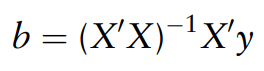 b = (X′X)⁻¹X′y